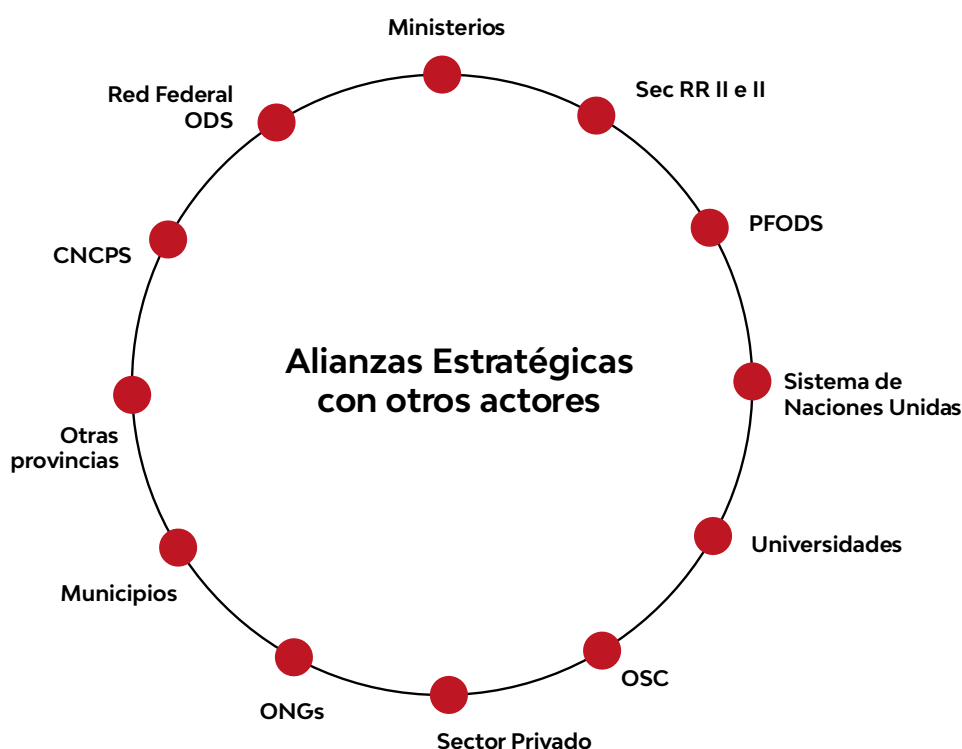 Ministerios
Sec RR II e II
PFODS
Sistema de
Naciones Unidas
Universidades
OSC
Sector Privado
ONGs
Municipios
Otras
provincias
CNCPS
Red Federal
ODS
Alianzas Estratégicas
con otros actores